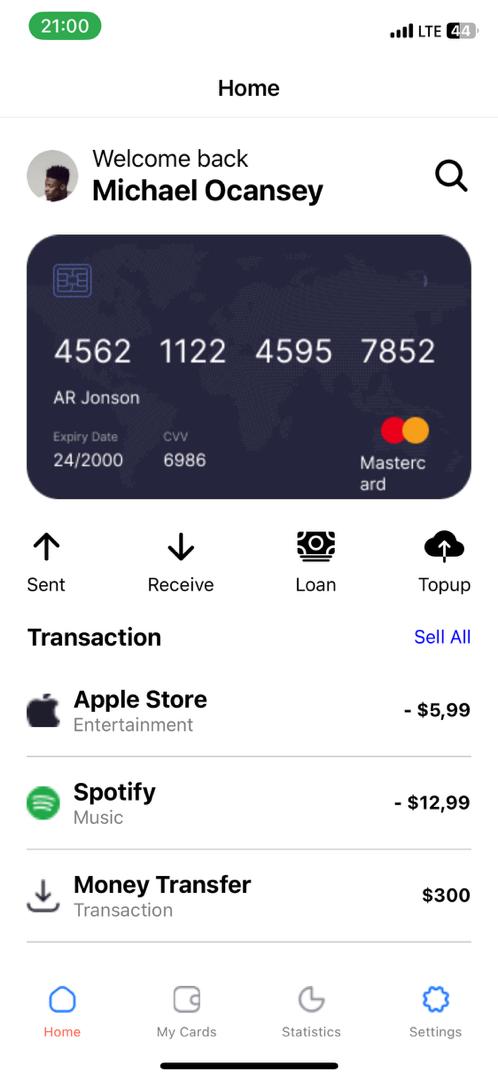 21:00
LTE 44
Home
Welcome back
Michael Ocansey
4562 1122 4595 7852
AR Jonson
Expiry Date CVV
24/2000 6986
Masterc
ard
Sent Receive Loan Topup
Transaction Sell All
Apple Store
Entertainment
- $5,99
Spotify
Music
- $12,99
Money Transfer
Transaction
$300
Home My Cards Statistics Settings